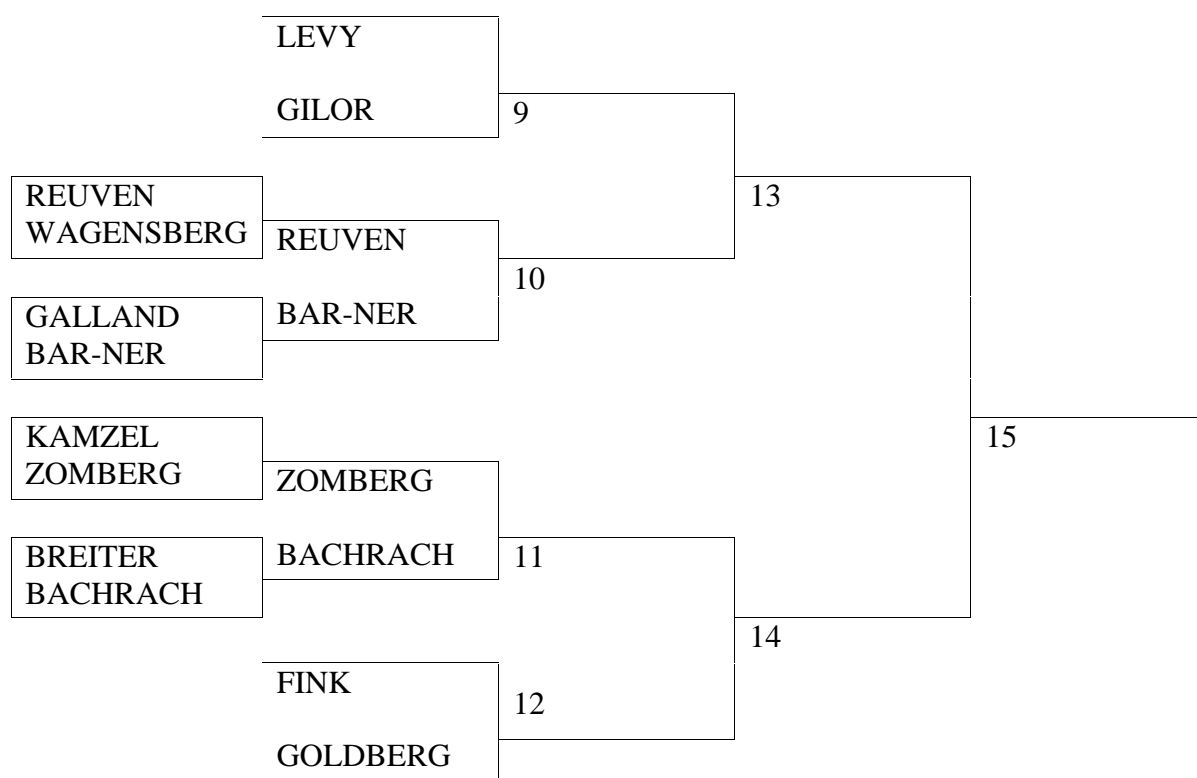 LEVY
GILOR
9
REUVEN
WAGENSBERG
REUVEN
13
10
GALLAND
BAR-NER
BAR-NER
KAMZEL
ZOMBERG
ZOMBERG
15
BREITER
BACHRACH
BACHRACH
11
14
FINK
12
GOLDBERG